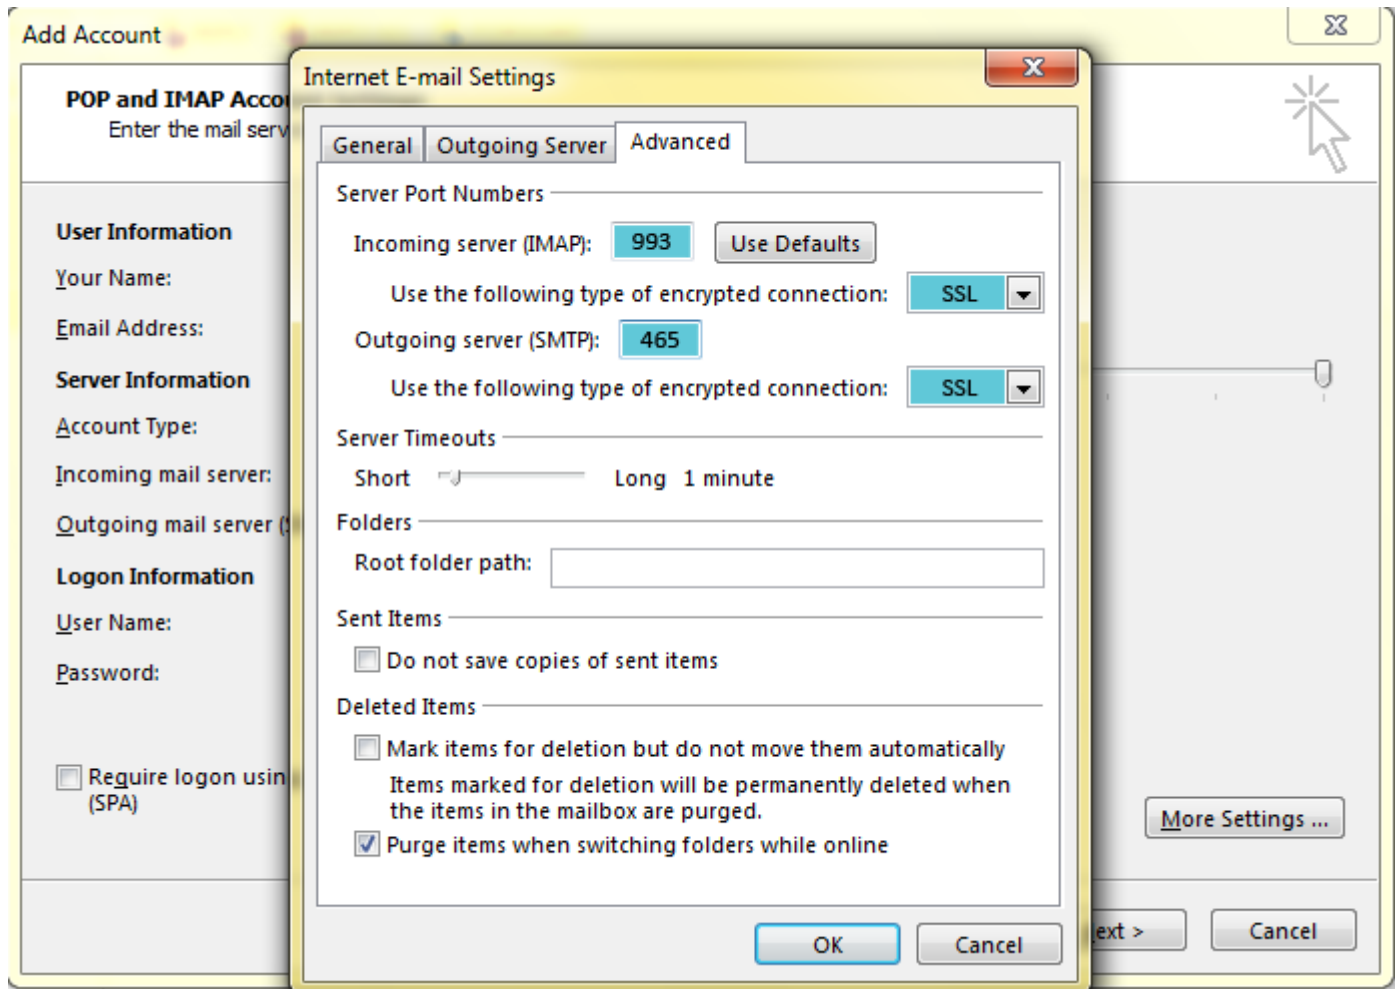 Add Account
POP and IMAP Accou
Enter the mail serv
Internet E-mail Settings
General
Outgoing Server
Advanced
Server Port Numbers
Incoming server (IMAP):
993
Use Defaults
Use the following type of encrypted connection:
SSL
Outgoing server (SMTP):
465
Use the following type of encrypted connection:
SSL
Server Timeouts
Short
Long 1 minute
Folders
Root folder path:
Sent Items
Do not save copies of sent items
Deleted Items
Mark items for deletion but do not move them automatically
Items marked for deletion will be permanently deleted when
the items in the mailbox are purged.
Purge items when switching folders while online
OK
Cancel
User Information
Your Name:
Email Address:
Server Information
Account Type:
Incoming mail server:
Outgoing mail server (S
Logon Information
User Name:
Password:
Require logon usin
(SPA)
More Settings ...
ext >
Cancel